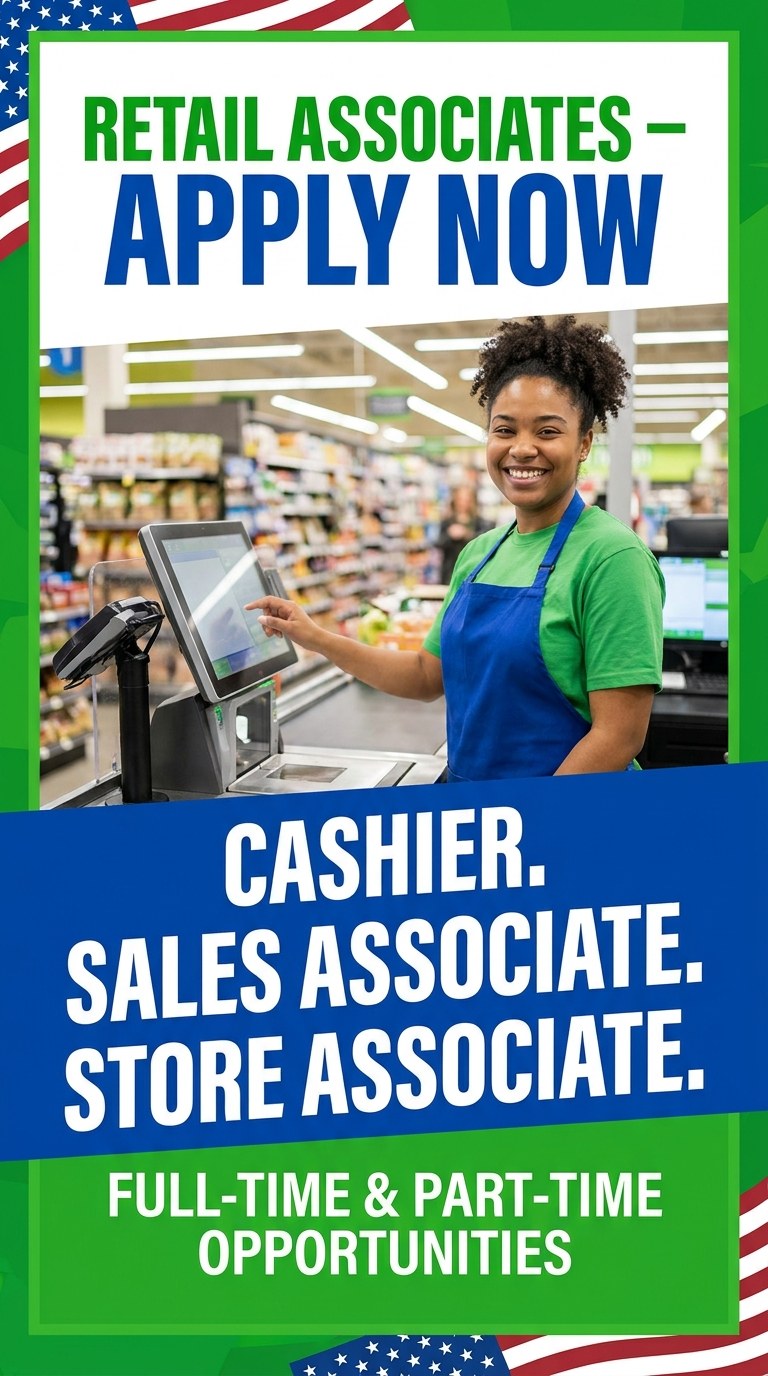 RETAIL ASSOCIATES –
APPLY NOW
CASHIER.
SALES ASSOCIATE.
STORE ASSOCIATE.
FULL-TIME & PART-TIME
OPPORTUNITIES